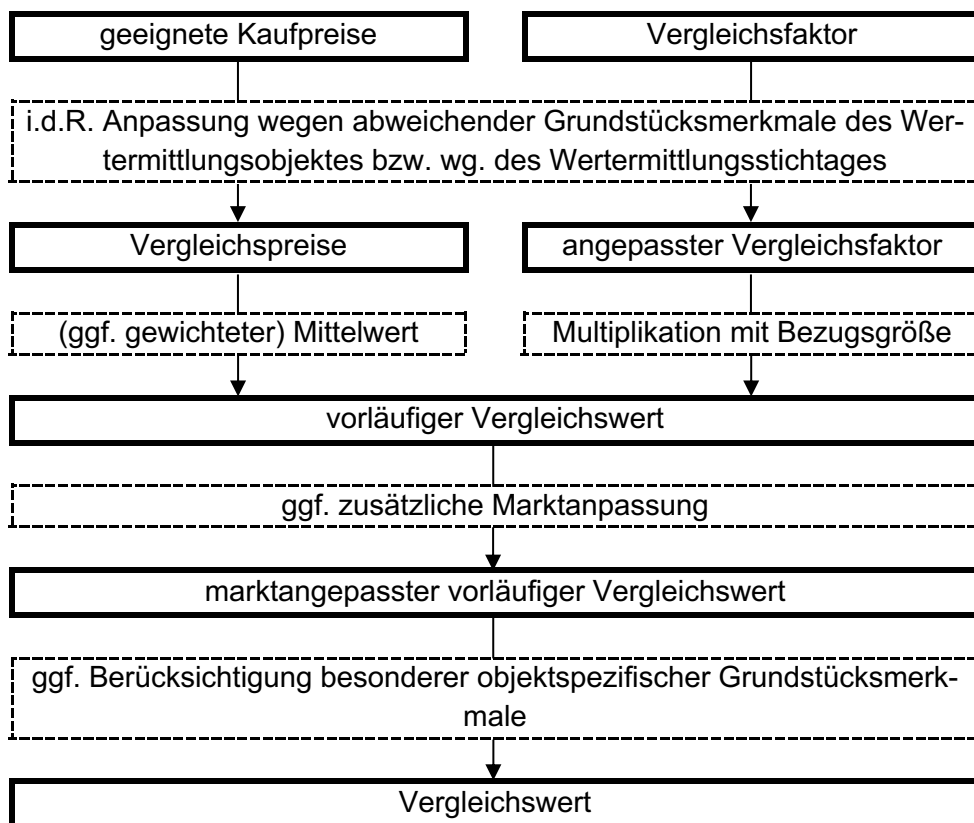 geeignete Kaufpreise
Vergleichsfaktor
i.d.R. Anpassung wegen abweichender Grundstücksmerkmale des Wer-
termittlungsobjektes bzw. wg. des Wertermittlungsstichtages
Vergleichspreise
angepasster Vergleichsfaktor
(ggf. gewichteter) Mittelwert
Multiplikation mit Bezugsgröße
vorläufiger Vergleichswert
ggf. zusätzliche Marktanpassung
marktangepasster vorläufiger Vergleichswert
ggf. Berücksichtigung besonderer objektspezifischer Grundstücksmerk-
male
Vergleichswert